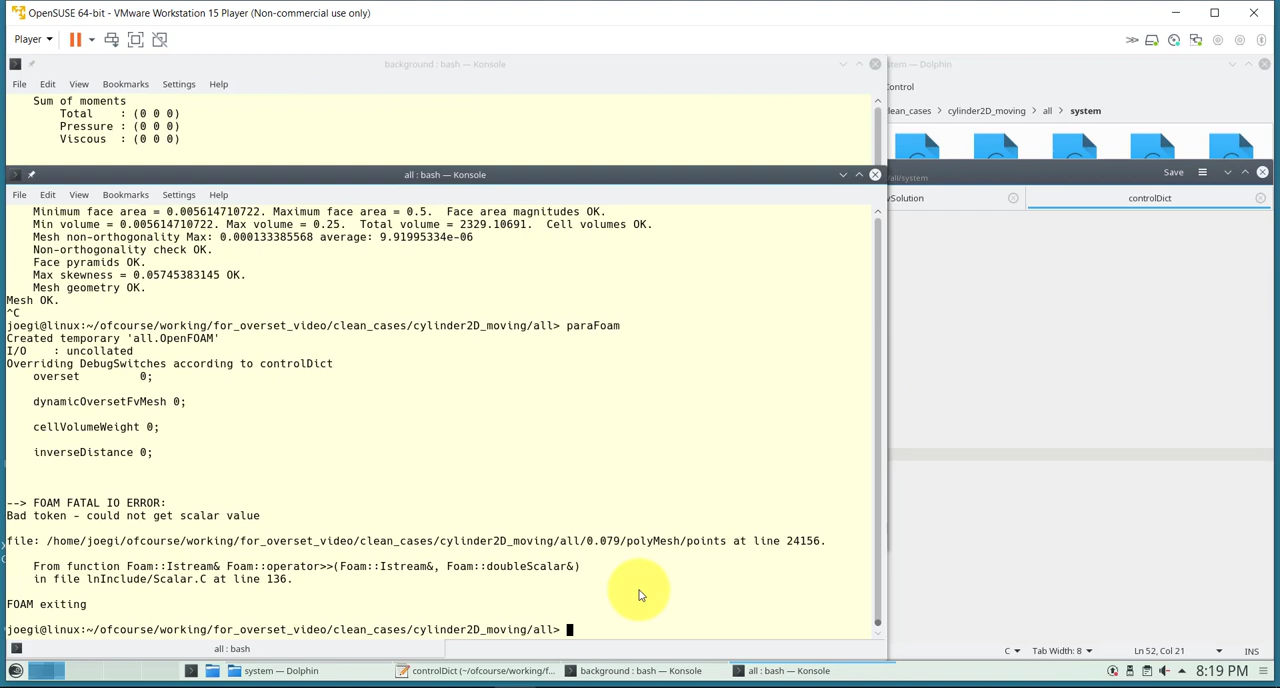 OpenSUSE 64-bit - VMware Workstation 15 Player (Non-commercial use only)
Player
background : bash — Konsole
tem — Dolphin
File Edit View Bookmarks Settings Help
ontrol
Sum of moments
Total : (0 0 0)
Pressure : (0 0 0)
Viscous : (0 0 0)
lean_cases > cylinder2D_moving > all > system
all : bash — Konsole
/all/system
Save
File Edit View Bookmarks Settings Help
vSolution
controlDict
Minimum face area = 0.005614710722. Maximum face area = 0.5. Face area magnitudes OK.
Min volume = 0.005614710722. Max volume = 0.25. Total volume = 2329.10691. Cell volumes OK.
Mesh non-orthogonality Max: 0.000133385568 average: 9.91995334e-06
Non-orthogonality check OK.
Face pyramids OK.
Max skewness = 0.05745383145 OK.
Mesh geometry OK.
Mesh OK.
^C
joegi@linux:~/ofcourse/working/for_overset_video/clean_cases/cylinder2D_moving/all> paraFoam
Created temporary 'all.OpenFOAM'
I/O : uncollated
Overriding DebugSwitches according to controlDict
overset 0;
dynamicOversetFvMesh 0;
cellVolumeWeight 0;
inverseDistance 0;
--> FOAM FATAL IO ERROR:
Bad token - could not get scalar value
file: /home/joegi/ofcourse/working/for_overset_video/clean_cases/cylinder2D_moving/all/0.079/polyMesh/points at line 24156.
From function Foam::Istream& Foam::operator>>(Foam::Istream&, Foam::doubleScalar&)
in file lnInclude/Scalar.C at line 136.
FOAM exiting
joegi@linux:~/ofcourse/working/for_overset_video/clean_cases/cylinder2D_moving/all>
all : bash
C Tab Width: 8 Ln 52, Col 21 INS
system — Dolphin
controlDict (~/ofcourse/working/f...
background : bash — Konsole
all : bash — Konsole
8:19 PM